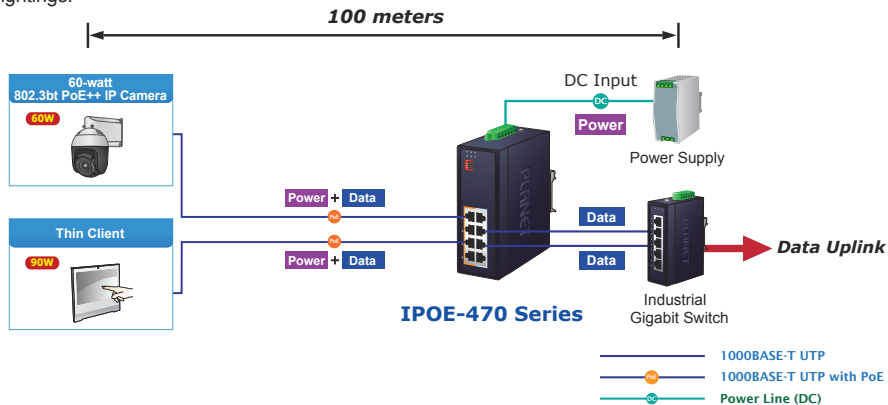 100 meters
60-watt
802.3bt PoE++ IP Camera
60W
DC Input
DC
Power
Power Supply
PLANET
Power + Data
PoE
Thin Client
90W
PoE
Power + Data
Data
Data
PLANET
Data Uplink
IPOE-470 Series
Industrial
Gigabit Switch
1000BASE-T UTP
PoE
1000BASE-T UTP with PoE
DC
Power Line (DC)